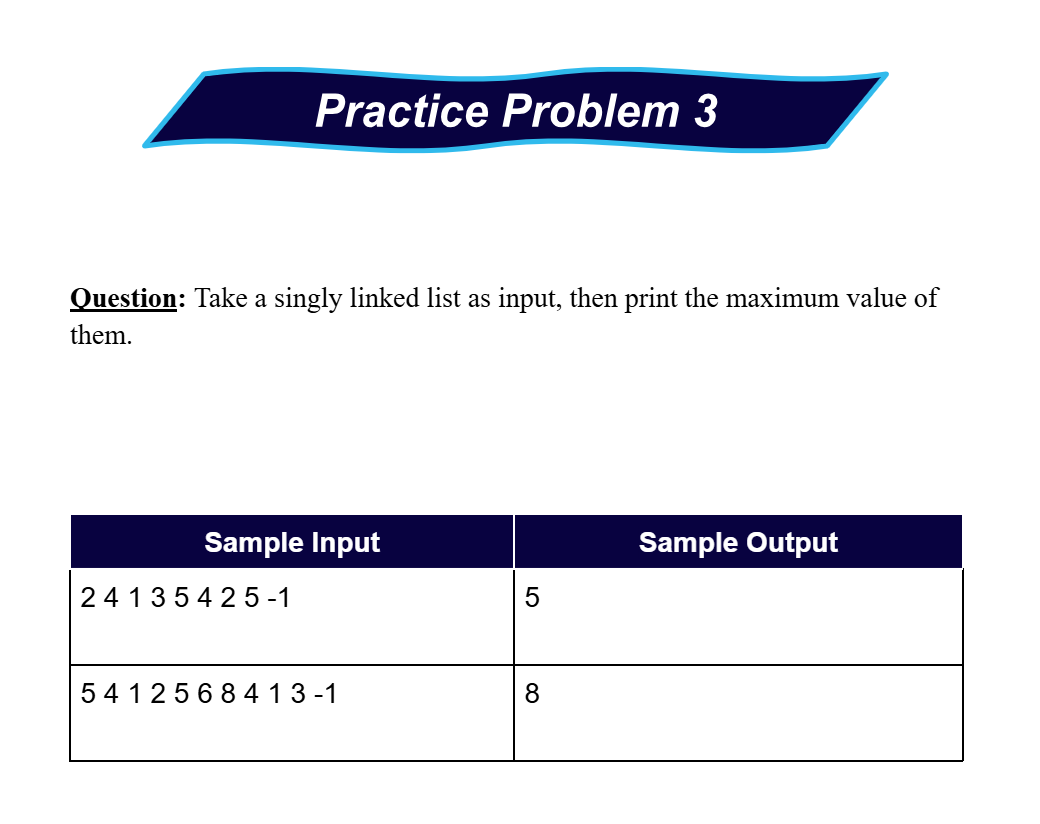 Practice Problem 3
Question: Take a singly linked list as input, then print the maximum value of
them.
Sample Input
Sample Output
2 4 1 3 5 4 2 5 -1
5
5 4 1 2 5 6 8 4 1 3 -1
8